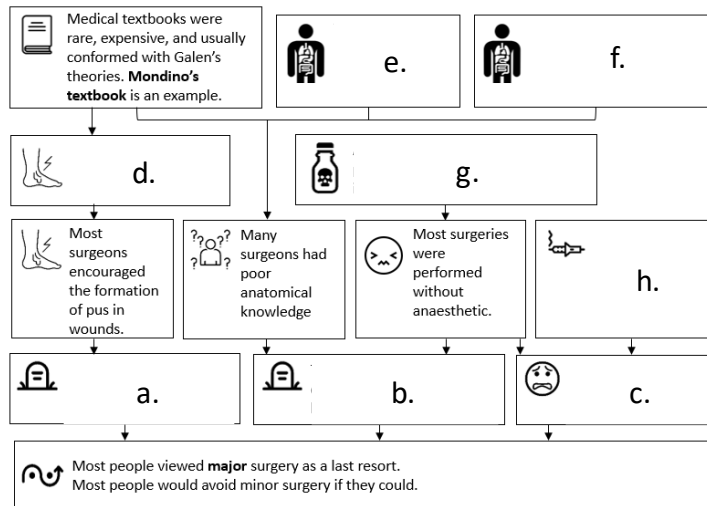 Medical textbooks were
rare, expensive, and usually
conformed with Galen's
theories. Mondino's
textbook is an example.
e.
f.
d.
g.
Most
surgeons
encouraged
the formation
of pus in
wounds.
? ? ? ?
? ?
Many
surgeons had
poor
anatomical
knowledge
Most surgeries
were
performed
without
anaesthetic.
h.
a.
b.
c.
Most people viewed major surgery as a last resort.
Most people would avoid minor surgery if they could.